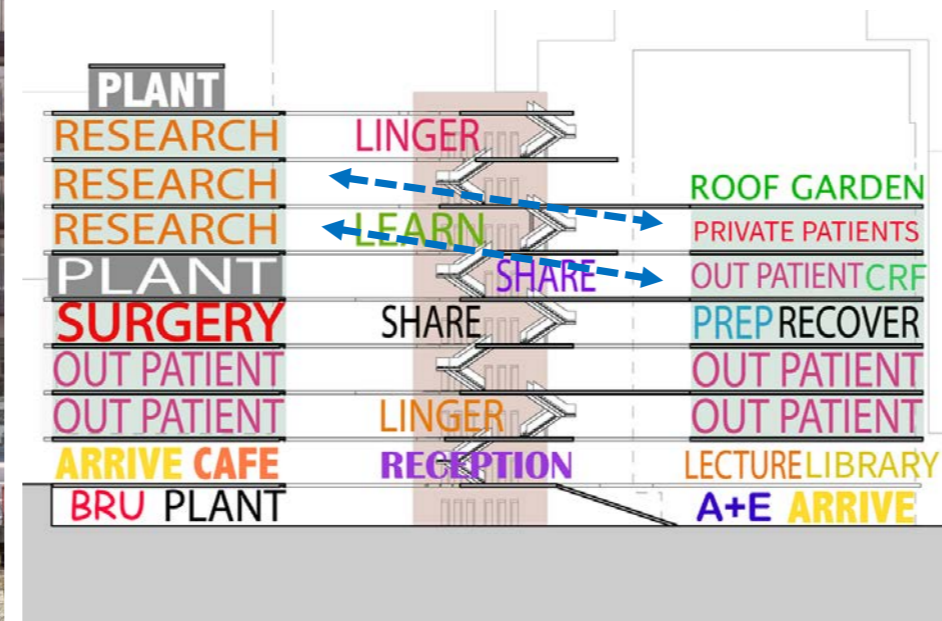 PLANT
RESEARCH LINGER
RESEARCH ROOF GARDEN
RESEARCH LEARN PRIVATE PATIENTS
PLANT SHARE OUT PATIENT CRF
SURGERY SHARE PREP RECOVER
OUT PATIENT OUT PATIENT
OUT PATIENT LINGER OUT PATIENT
ARRIVE CAFE RECEPTION LECTURE LIBRARY
BRU PLANT A+E ARRIVE